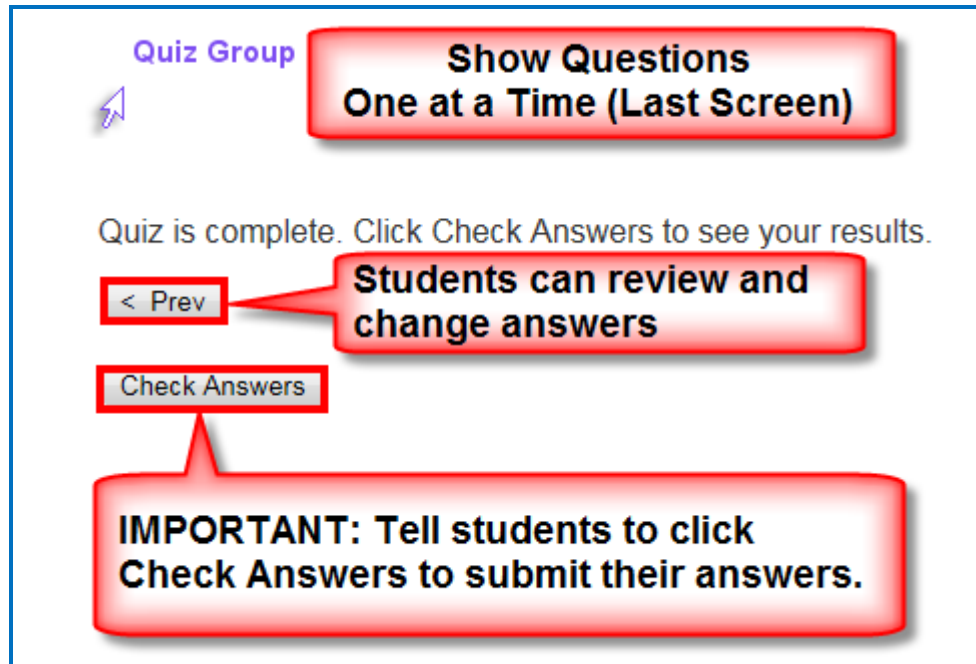 Quiz Group
Show Questions
One at a Time (Last Screen)
Quiz is complete. Click Check Answers to see your results.
< Prev
Students can review and
change answers
Check Answers
IMPORTANT: Tell students to click
Check Answers to submit their answers.